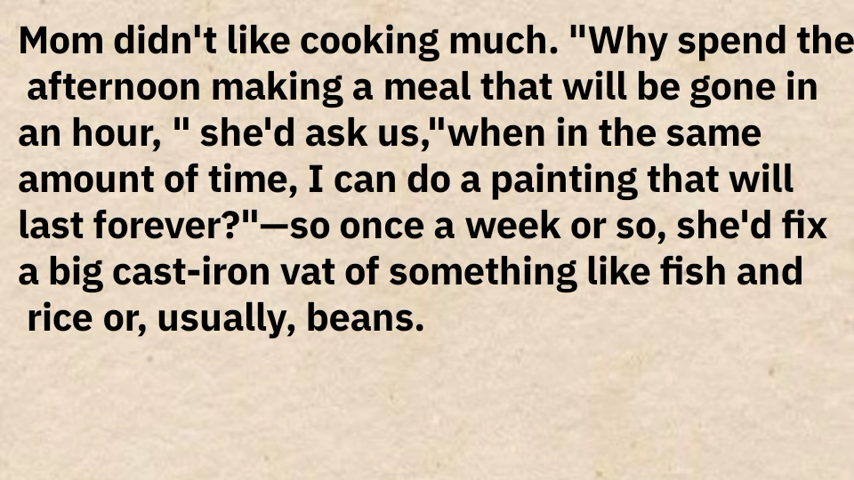 Mom didn't like cooking much. "Why spend the
afternoon making a meal that will be gone in
an hour, " she'd ask us,"when in the same
amount of time, I can do a painting that will
last forever?"—so once a week or so, she'd fix
a big cast-iron vat of something like fish and
rice or, usually, beans.